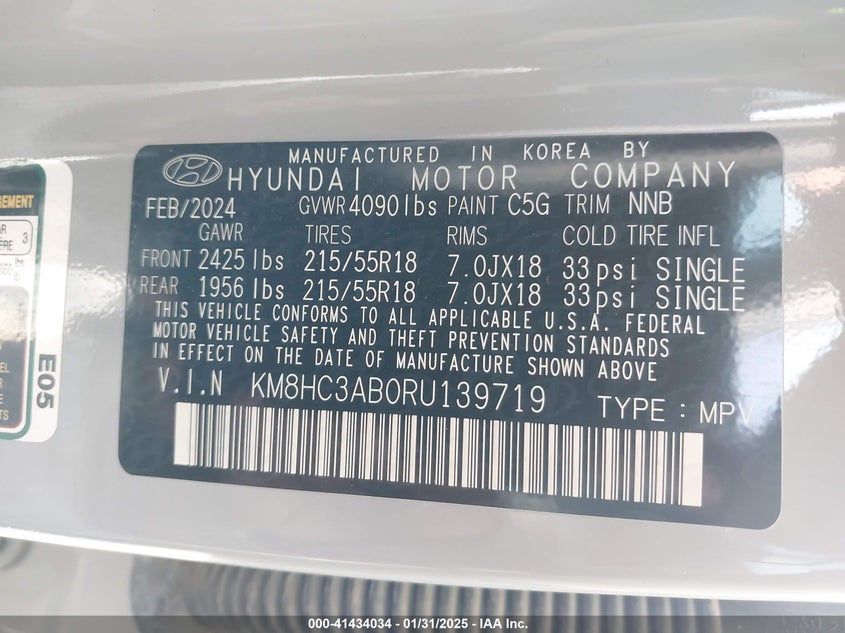 MANUFACTURED IN KOREA BY
HYUNDAI MOTOR COMPANY
FEB/2024 GVWR 4090 lbs PAINT C5G TRIM NNB
GAWR TIRES RIMS COLD TIRE INFL
FRONT 2425 lbs 215/55R18 7.0JX18 33psi SINGLE
REAR 1956 lbs 215/55R18 7.0JX18 33psi SINGLE
THIS VEHICLE CONFORMS TO ALL APPLICABLE U.S.A. FEDERAL
MOTOR VEHICLE SAFETY AND THEFT PREVENTION STANDARDS
IN EFFECT ON THE DATE OF MANUFACTURE SHOWN ABOVE
V.I.N KM8HC3AB0RU139719 TYPE : MPV
E05
000-41434034 / 01/31/2025 - IAA Inc.